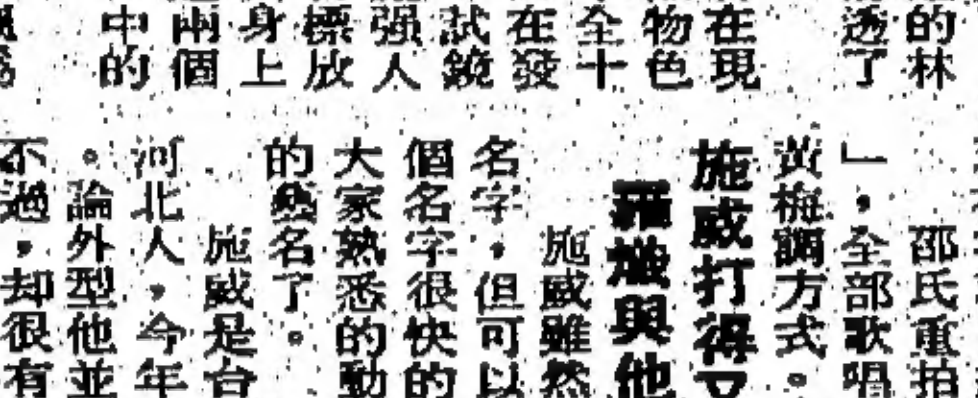 的林
透了
在現
物色
全十
在發
試鏡
强人
標放
身上
兩個
中的
邵氏重拍
」，全部歌唱
黃梅調方式。
施威打得又
與他
施威雖然
名字，但可以
個名字很快的
大家熟悉的動
的藝名了。
施威是台
河北人，今年
。論外型他並
不過，却很有